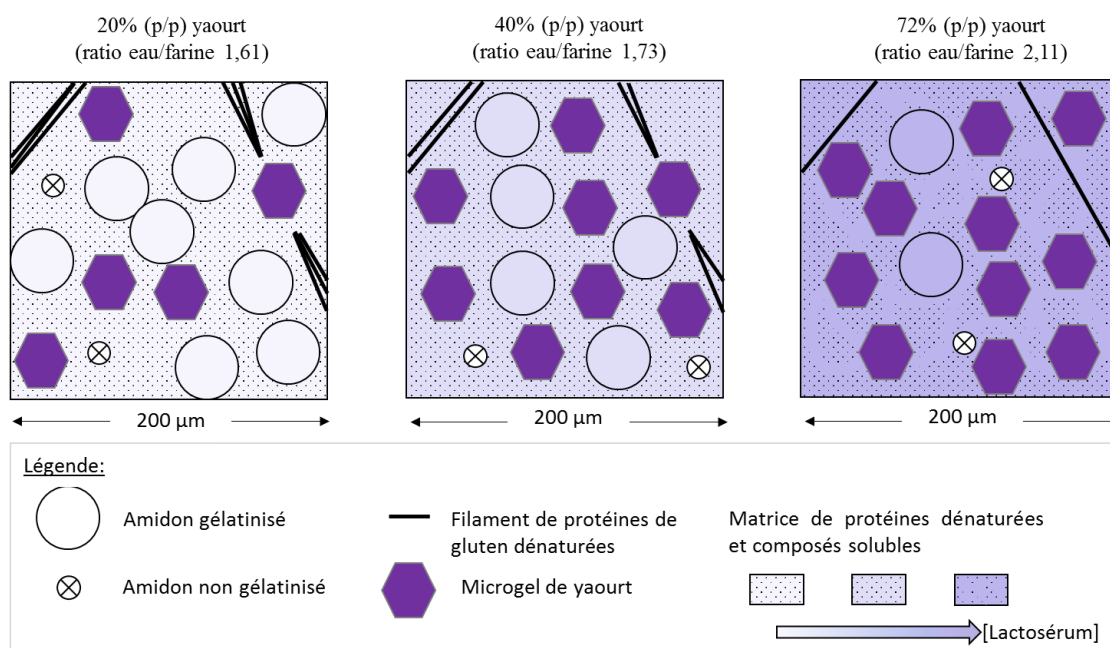 20% (p/p) yaourt
(ratio eau/farine 1,61)
40% (p/p) yaourt
(ratio eau/farine 1,73)
72% (p/p) yaourt
(ratio eau/farine 2,11)
200 µm
200 µm
200 µm
Légende:
Amidon gélatinisé
Amidon non gélatinisé
Filament de protéines de
gluten dénaturées
Microgel de yaourt
Matrice de protéines dénaturées
et composés solubles
[Lactosérum]